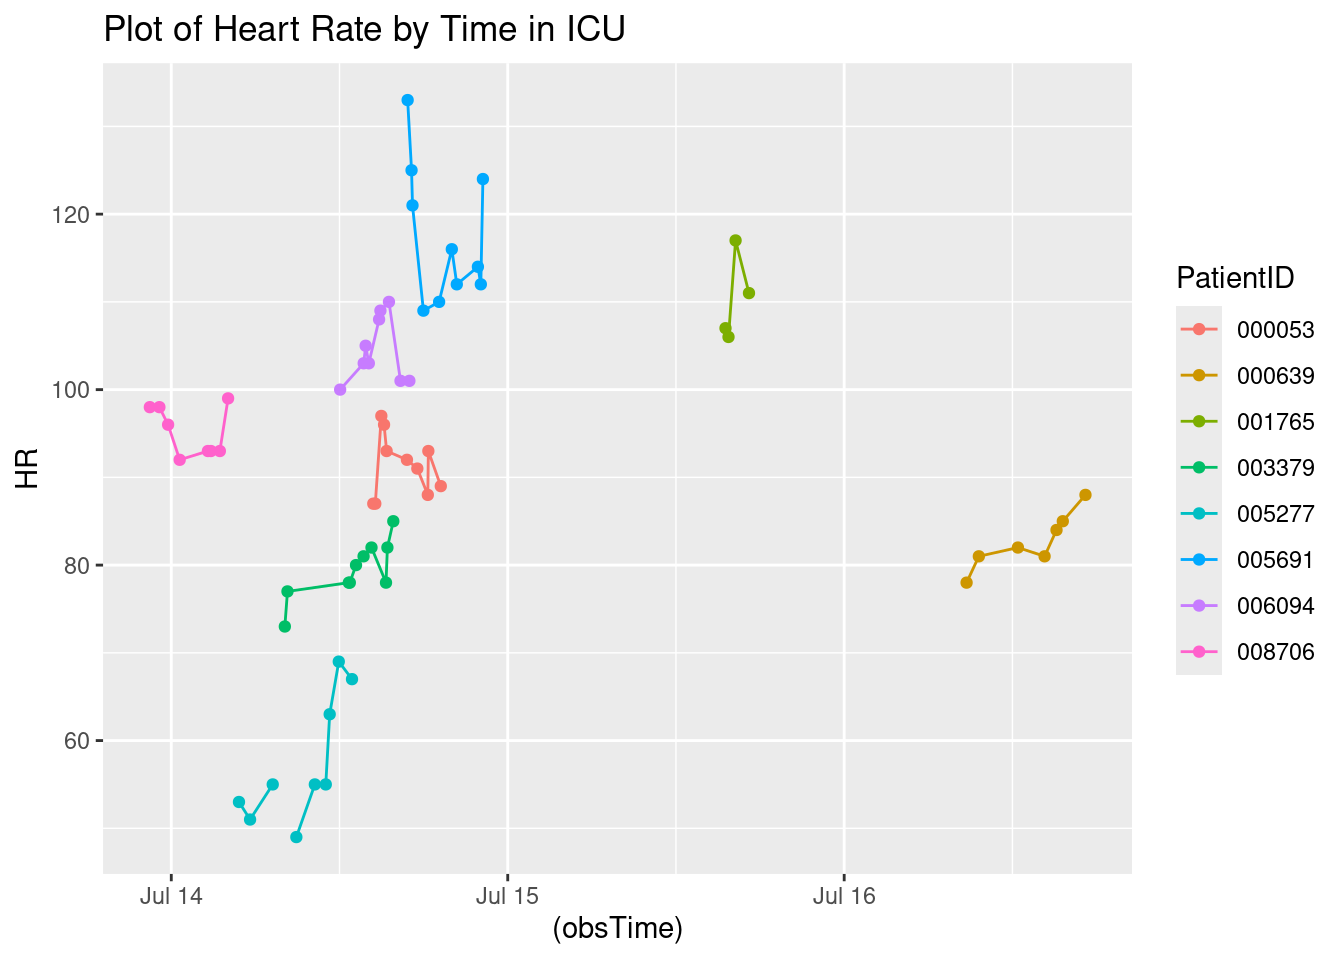 Plot of Heart Rate by Time in ICU
HR
120
100
80
60
Jul 14
Jul 15
Jul 16
(obsTime)
PatientID
000053
000639
001765
003379
005277
005691
006094
008706